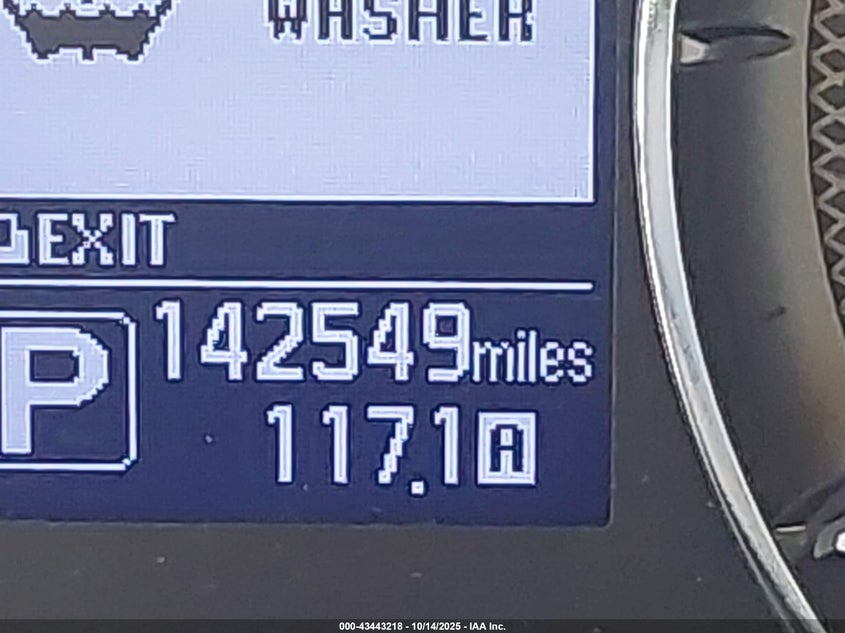 WASHER
EXIT
142549miles
P
117.1A
000-43443218 - 10/14/2025 - IAA Inc.